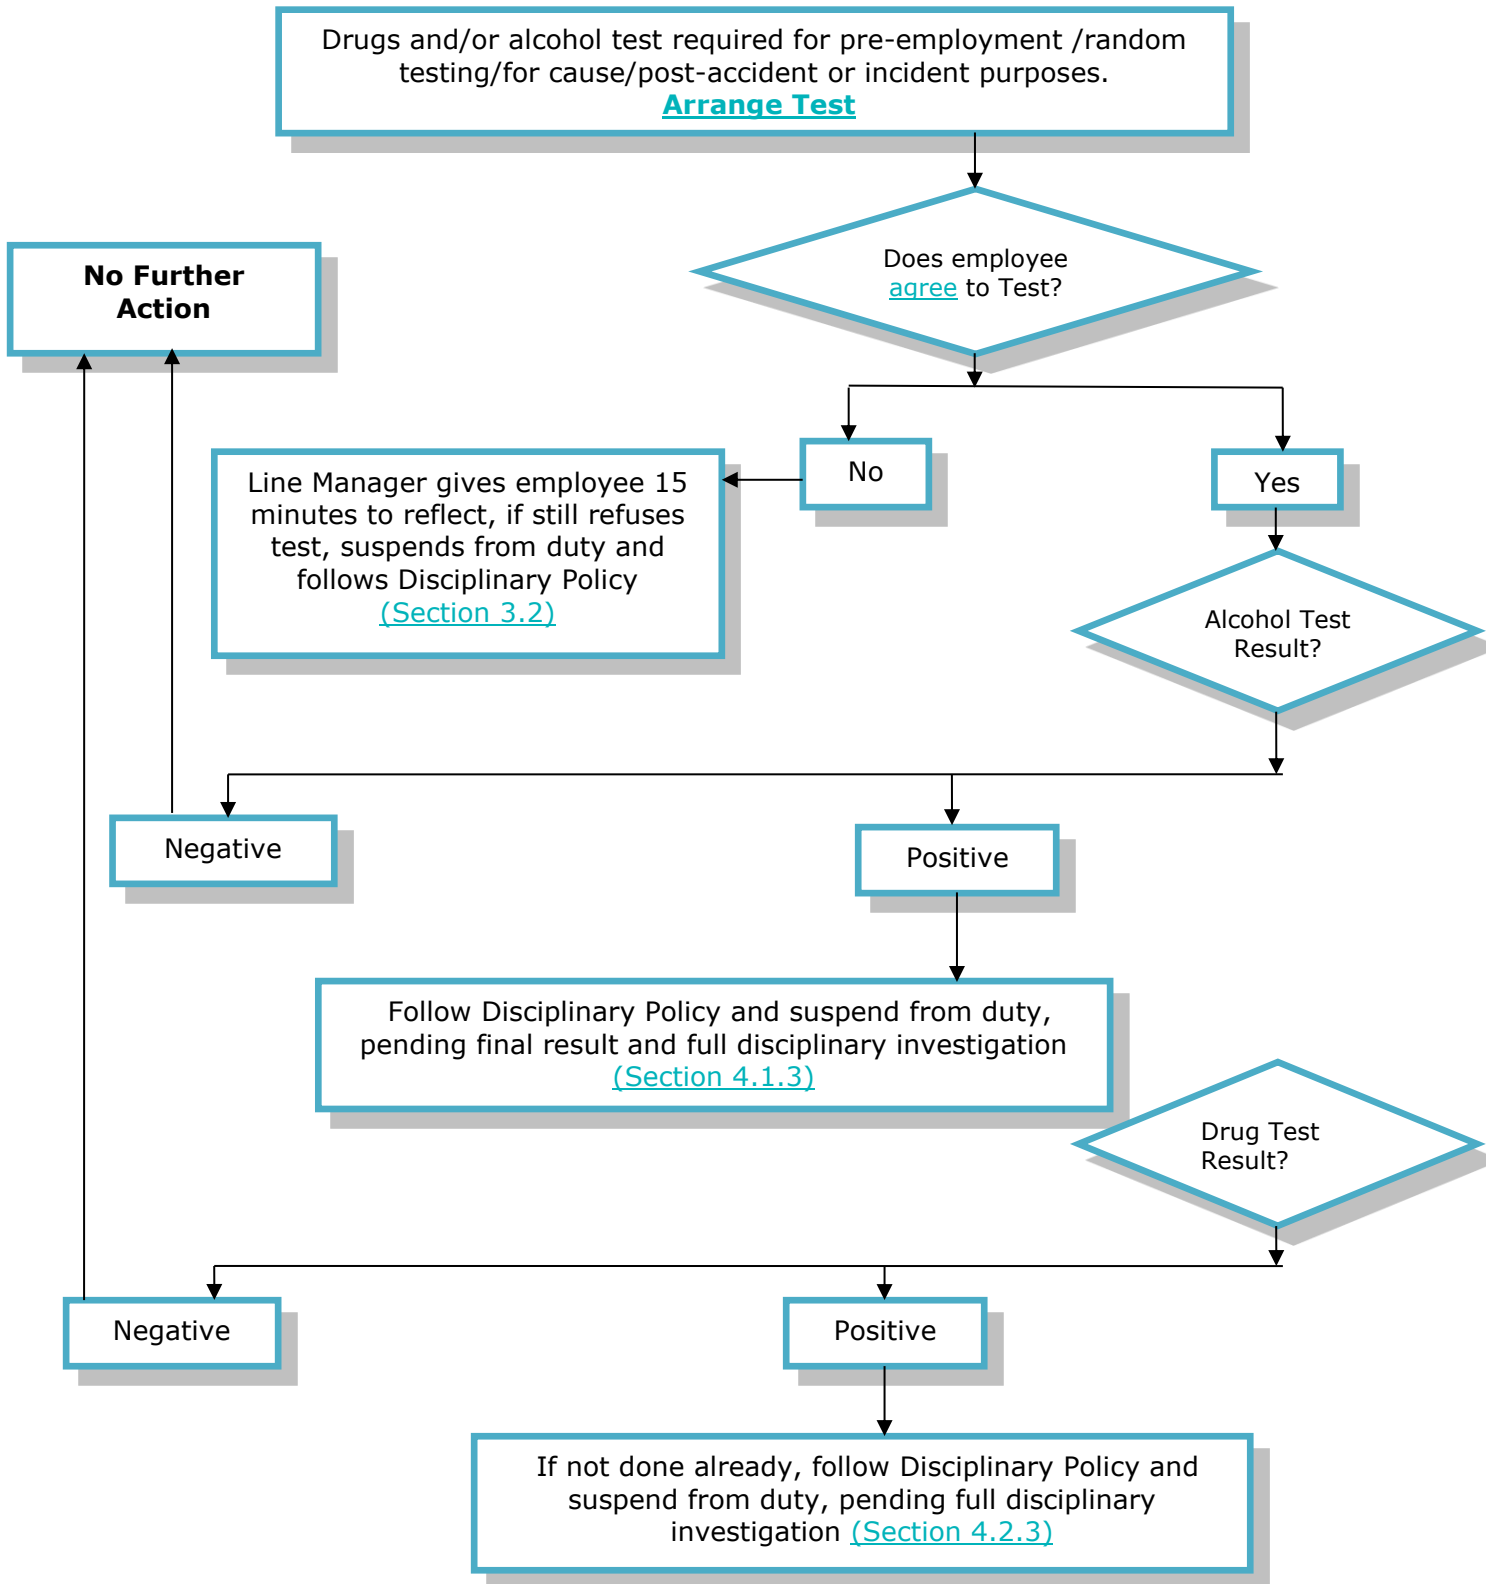 Drugs and/or alcohol test required for pre-employment /random
testing/for cause/post-accident or incident purposes.
Arrange Test
Does employee
agree to Test?
No Further
Action
No
Yes
Line Manager gives employee 15
minutes to reflect, if still refuses
test, suspends from duty and
follows Disciplinary Policy
(Section 3.2)
Alcohol Test
Result?
Negative
Positive
Follow Disciplinary Policy and suspend from duty,
pending final result and full disciplinary investigation
(Section 4.1.3)
Drug Test
Result?
Negative
Positive
If not done already, follow Disciplinary Policy and
suspend from duty, pending full disciplinary
investigation (Section 4.2.3)